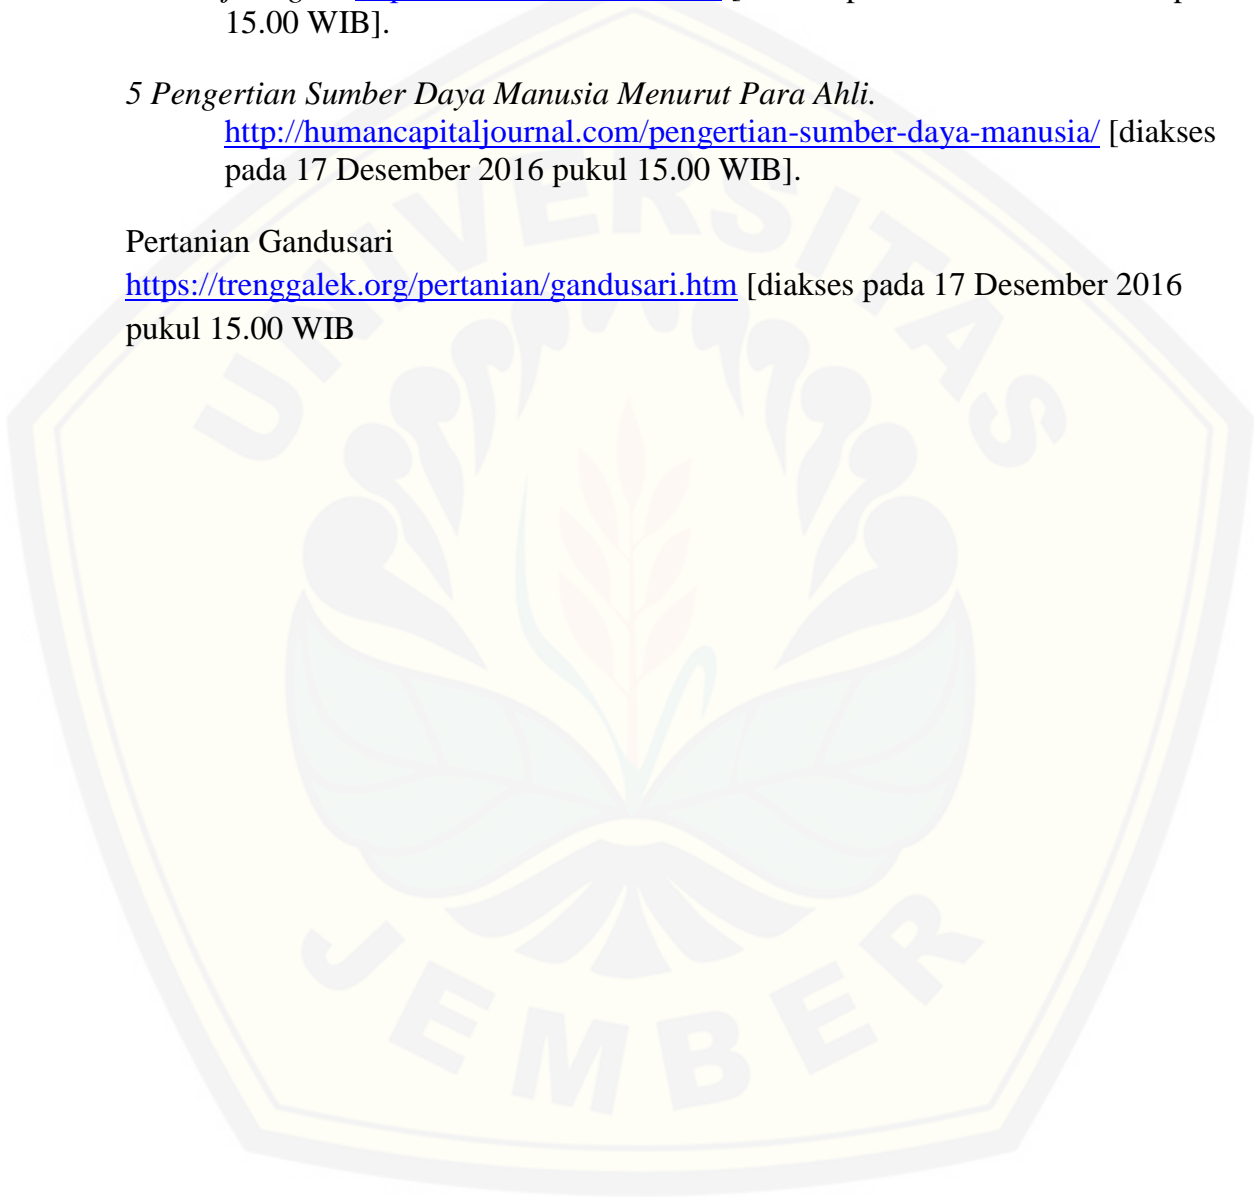 15.00 WIB].
5 Pengertian Sumber Daya Manusia Menurut Para Ahli.
http://humancapitaljournal.com/pengertian-sumber-daya-manusia/ [diakses
pada 17 Desember 2016 pukul 15.00 WIB].
Pertanian Gandusari
https://trenggalek.org/pertanian/gandusari.htm [diakses pada 17 Desember 2016
pukul 15.00 WIB
UNIVERSITAS
JEMBER